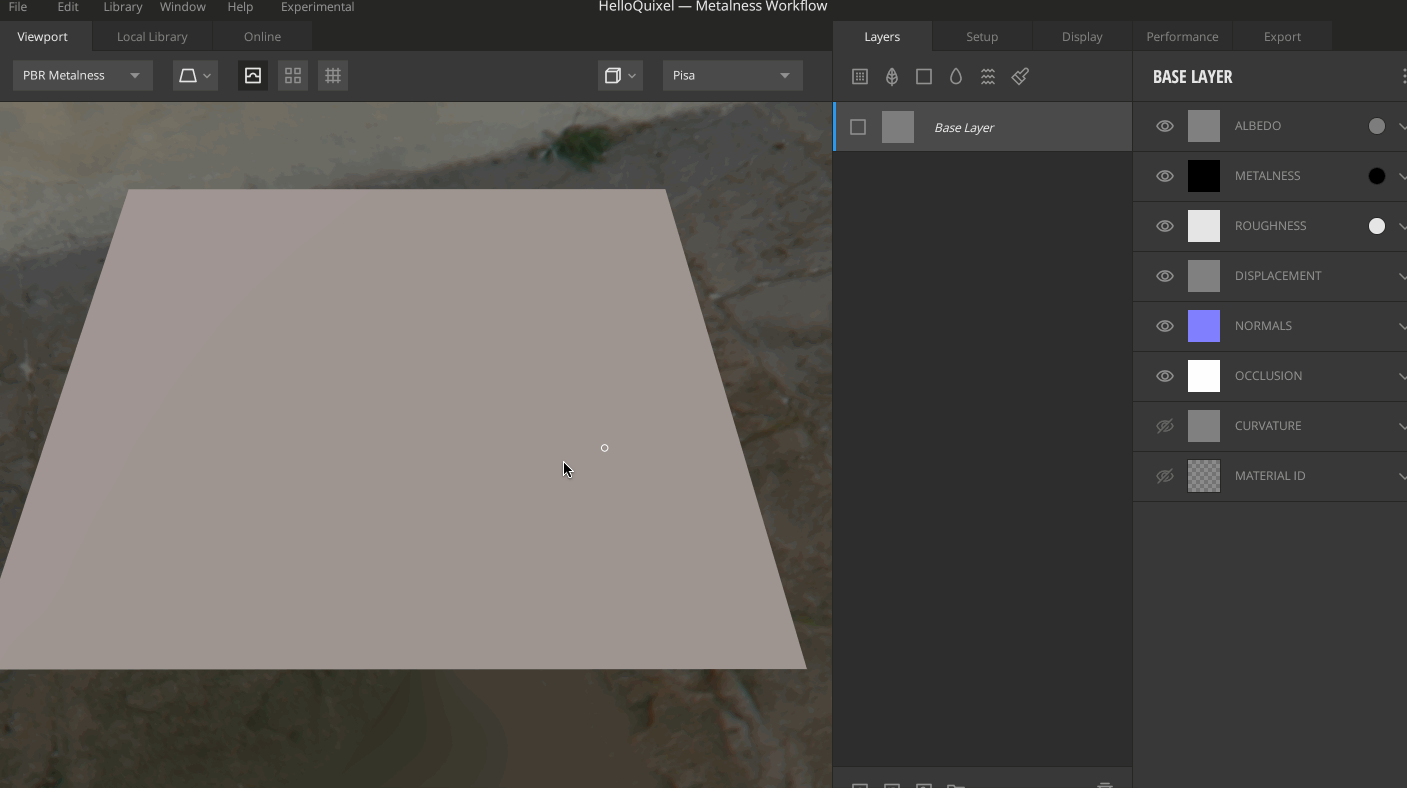 File Edit Library Window Help Experimental
HelloQuixel — Metalness Workflow
Viewport Local Library Online
Layers Setup Display Performance Export
PBR Metalness
Pisa
BASE LAYER
Base Layer
ALBEDO
METALNESS
ROUGHNESS
DISPLACEMENT
NORMALS
OCCLUSION
CURVATURE
MATERIAL ID